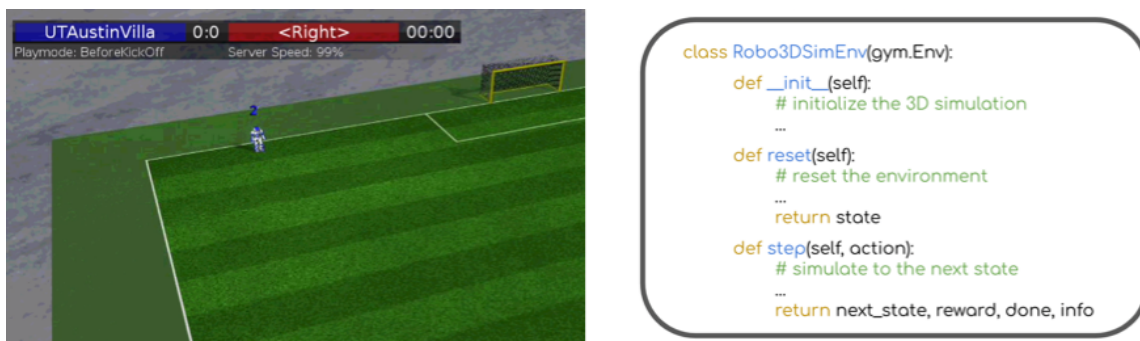 UTAustinVilla 0:0 <Right> 00:00
Playmode: BeforeKickOff Server Speed: 99%
2
class Robo3DSimEnv(gym.Env):
def __init__(self):
# initialize the 3D simulation
...
def reset(self):
# reset the environment
...
return state
def step(self, action):
# simulate to the next state
...
return next_state, reward, done, info